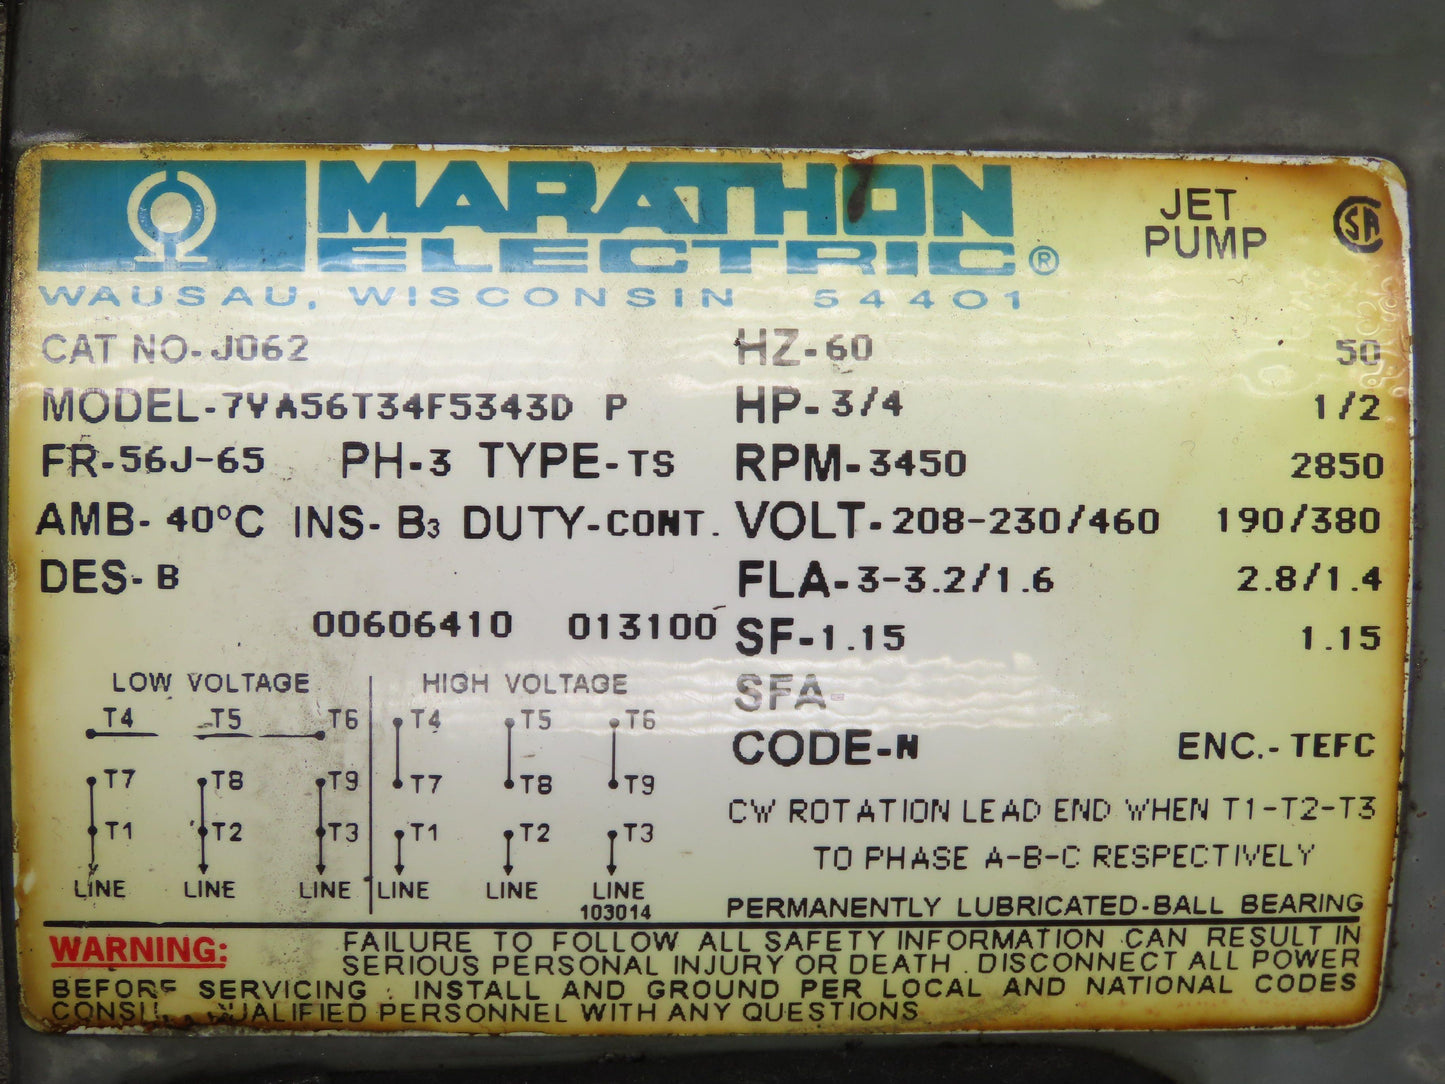 MARATHON
ELECTRIC®
WAUSAU, WISCONSIN 54401
JET
PUMP
CAT NO-J062
MODEL-7VA56T34F5343D P
FR-56J-65 PH-3 TYPE-TS
AMB-40°C INS-B3 DUTY-CONT.
DES-B
00606410 013100
HZ-60 50
HP-3/4 1/2
RPM-3450 2850
VOLT-208-230/460 190/380
FLA-3-3.2/1.6 2.8/1.4
SF-1.15 1.15
SFA-
CODE-N ENC.-TEFC
CW ROTATION LEAD END WHEN T1-T2-T3
TO PHASE A-B-C RESPECTIVELY
PERMANENTLY LUBRICATED-BALL BEARING
LOW VOLTAGE HIGH VOLTAGE
T4 T5 T6 T4 T5 T6
T7 T8 T9 T7 T8 T9
T1 T2 T3 T1 T2 T3
LINE LINE LINE LINE LINE LINE
103014
WARNING: FAILURE TO FOLLOW ALL SAFETY INFORMATION CAN RESULT IN
SERIOUS PERSONAL INJURY OR DEATH. DISCONNECT ALL POWER
BEFORE SERVICING. INSTALL AND GROUND PER LOCAL AND NATIONAL CODES
QUALIFIED PERSONNEL WITH ANY QUESTIONS